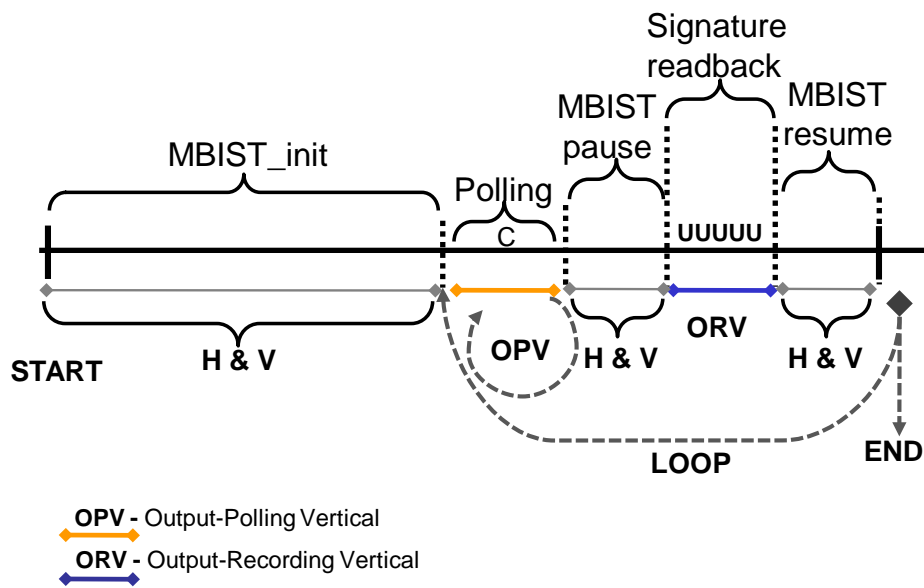 Signature
readback
MBIST
pause
MBIST
resume
MBIST_init
Polling
C
UUUUU
H & V
OPV
H & V
ORV
H & V
START
LOOP
END
OPV - Output-Polling Vertical
ORV - Output-Recording Vertical